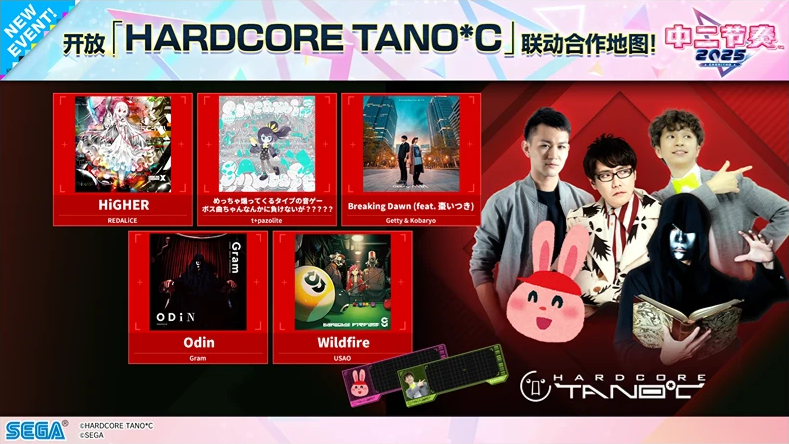 NEW
EVENT!
开放「HARDCORE TANO*C」联动合作地图!
中二节奏
2025
HiGHER
REDALiCE
めっちゃ煽ってくるタイプの音ゲー
ボス曲ちゃんなんかに負けないが?????
t+pazolite
Breaking Dawn (feat. 棗いつき)
Getty & Kobaryo
Gram
ODiN
Odin
Gram
Wildfire
USAO
HARDCORE
TANO*C
SEGA®
©HARDCORE TANO*C
©SEGA